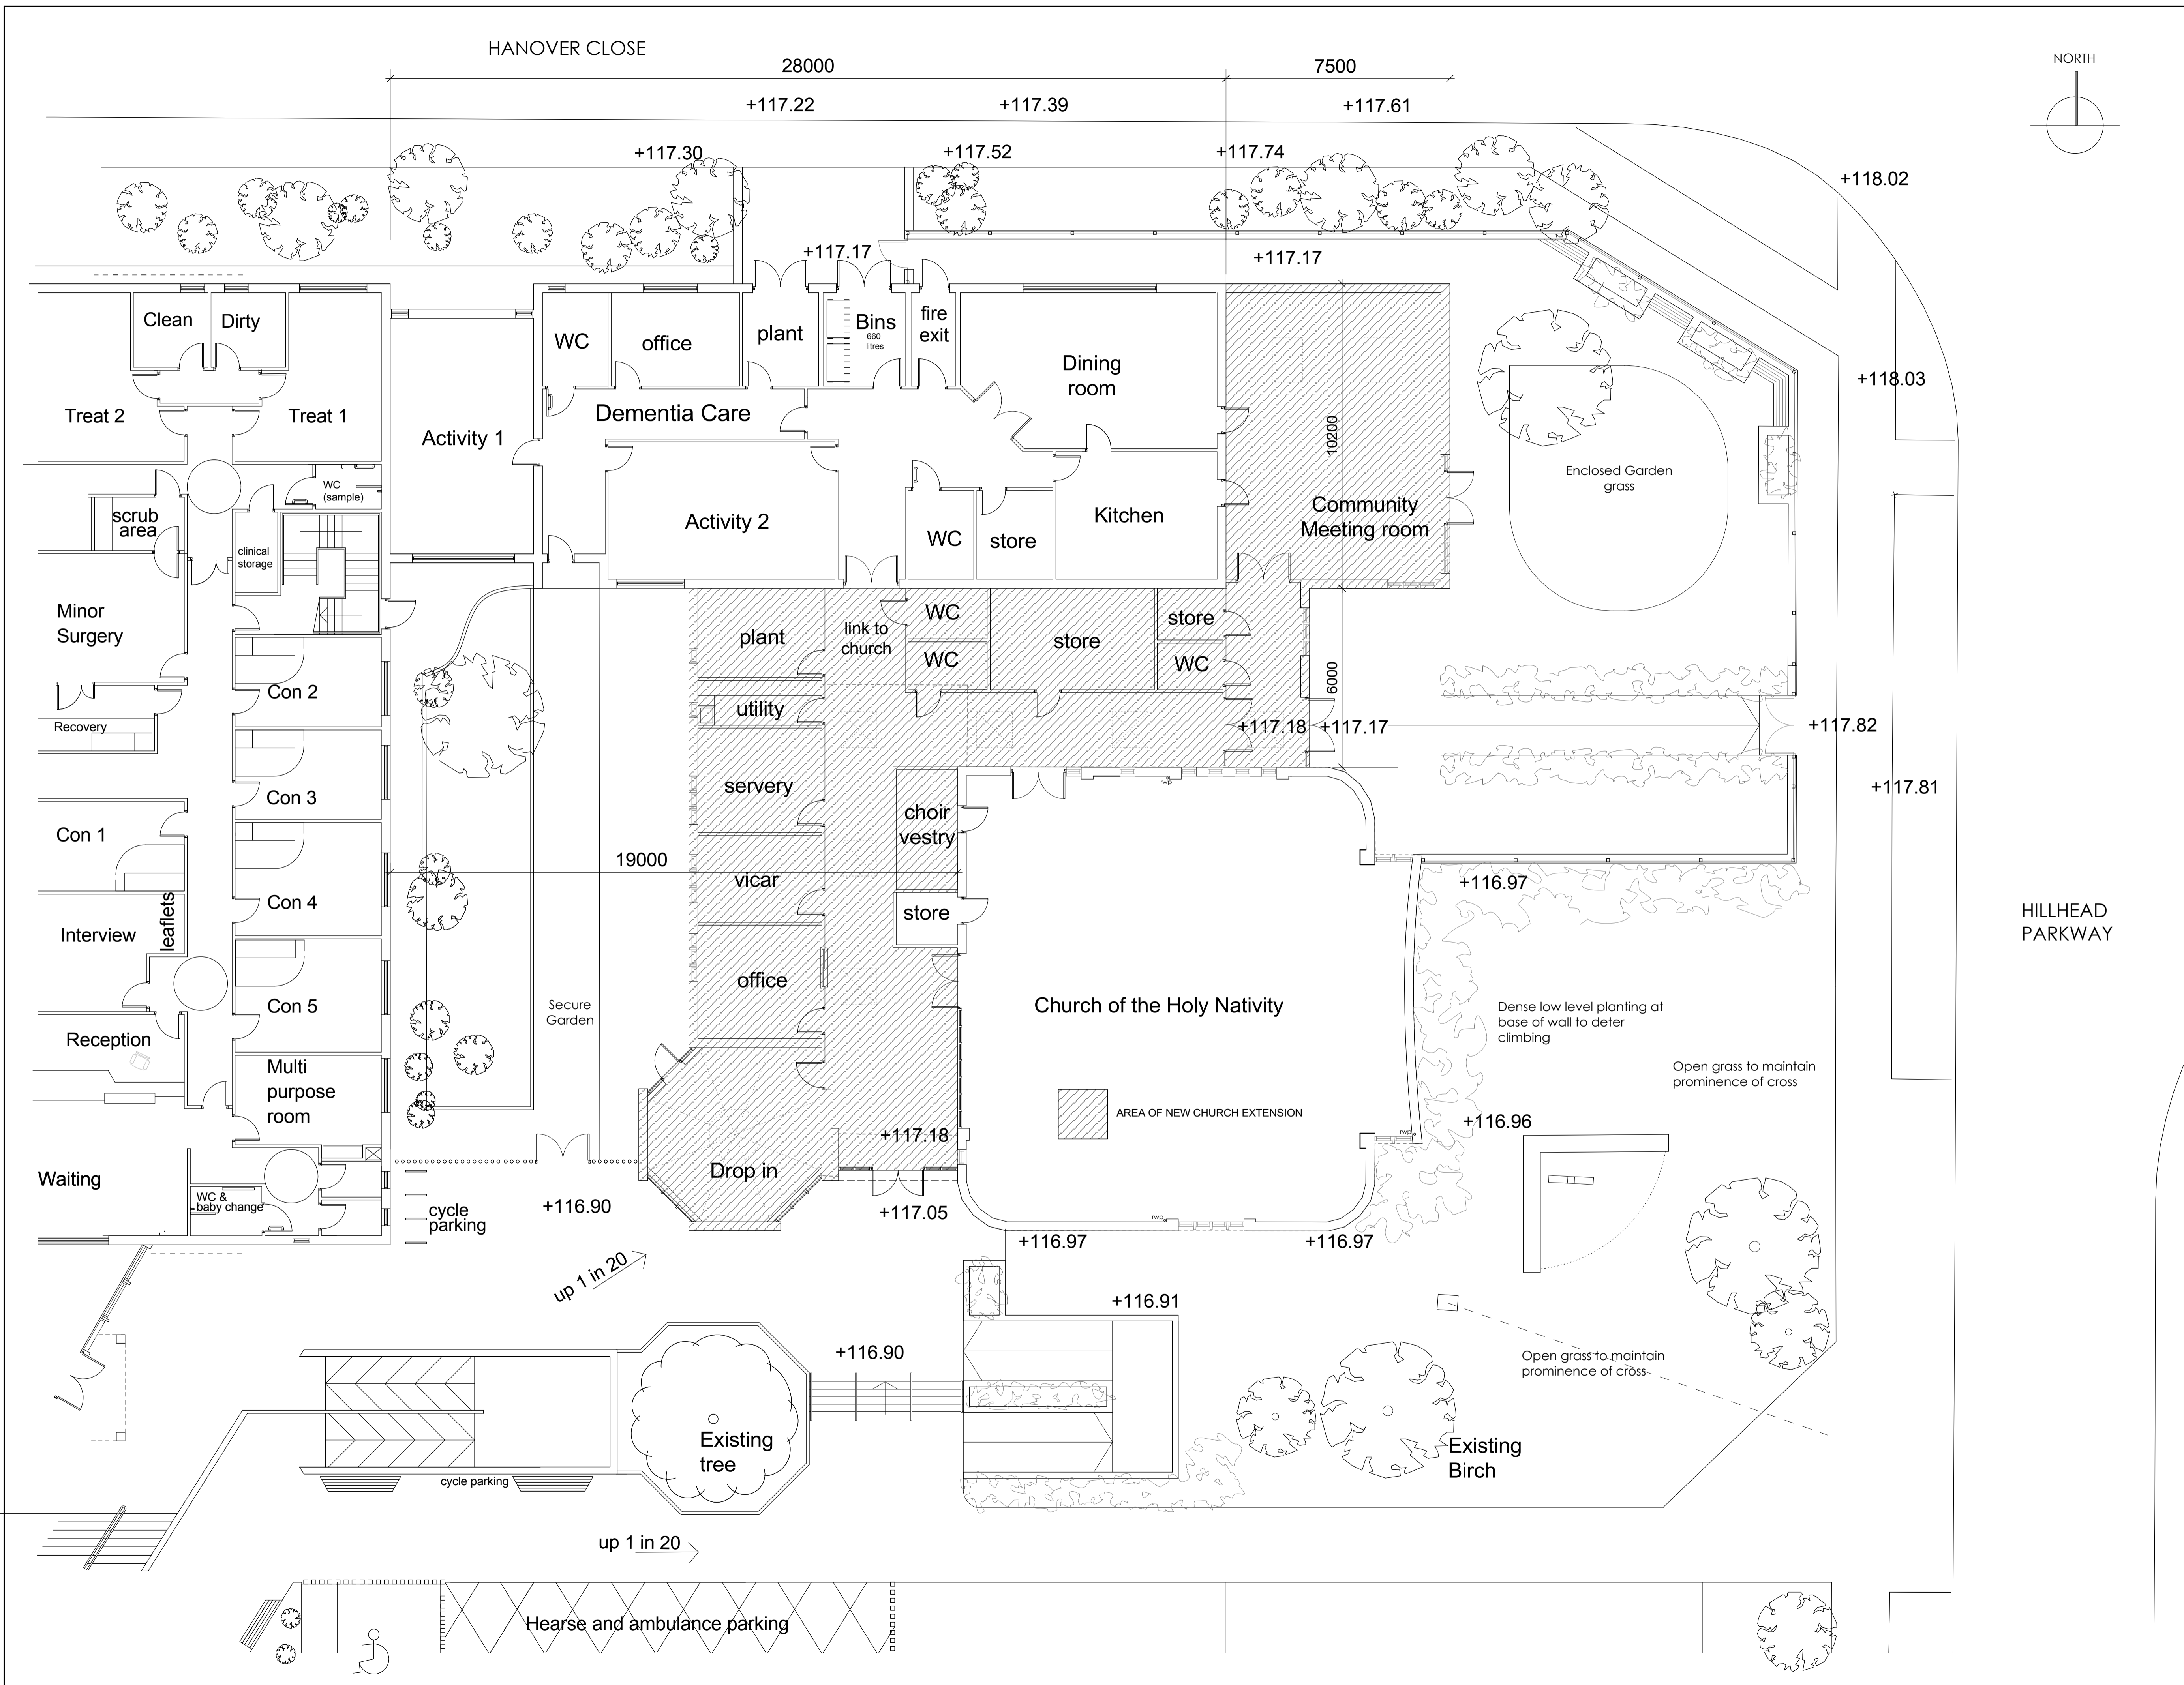 HANOVER CLOSE
28000
7500
NORTH
+117.22
+117.39
+117.61
+117.30
+117.52
+117.74
+118.02
+117.17
+117.17
Clean
Dirty
WC
office
plant
Bins
660
litres
fire
exit
Dining
room
+118.03
Treat 2
Treat 1
Activity 1
Dementia Care
10200
Enclosed Garden
grass
WC
(sample)
scrub
area
Activity 2
Kitchen
Community
Meeting room
clinical
storage
WC
store
Minor
Surgery
plant
link to
church
WC
store
store
WC
WC
6000
Con 2
utility
Recovery
+117.18
+117.17
+117.82
Con 3
servery
rwp
choir
vestry
+117.81
Con 1
19000
vicar
+116.97
Con 4
leaflets
Interview
store
HILLHEAD
PARKWAY
office
Con 5
Secure
Garden
Church of the Holy Nativity
Dense low level planting at
base of wall to deter
climbing
Reception
Multi
purpose
room
Open grass to maintain
prominence of cross
AREA OF NEW CHURCH EXTENSION
+117.18
rwp
+116.96
Waiting
Drop in
WC &
baby change
cycle
parking
+116.90
+117.05
rwp
+116.97
+116.97
up 1 in 20
+116.91
+116.90
Open grass to maintain
prominence of cross
Existing
tree
Existing
Birch
cycle parking
up 1 in 20
Hearse and ambulance parking